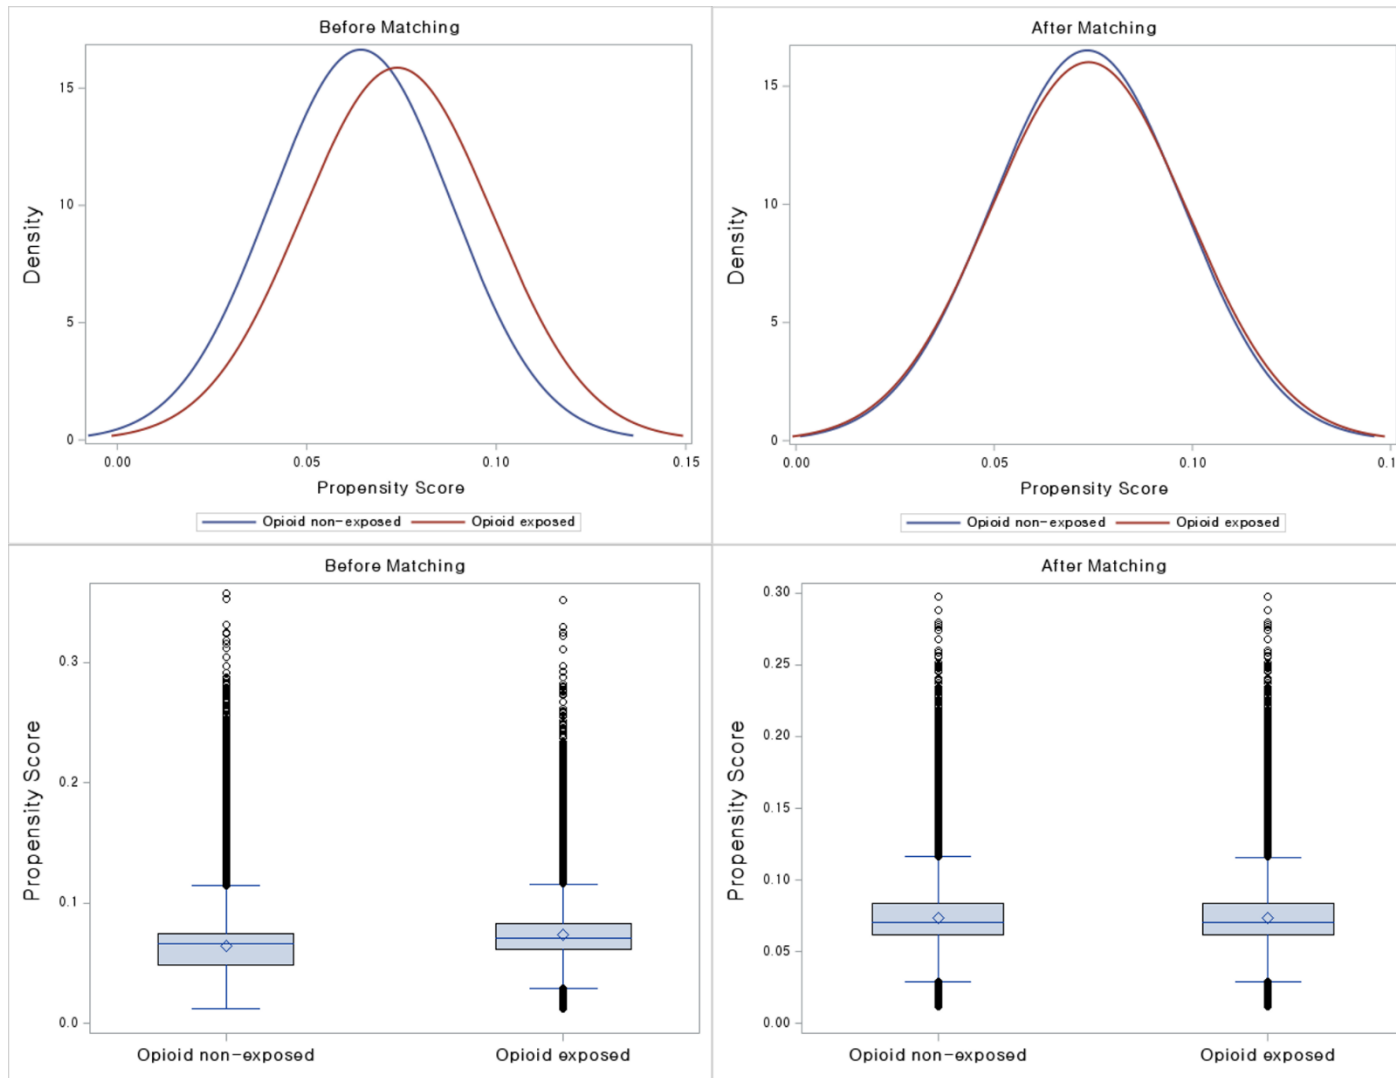 Before Matching
Density
15
10
5
0
0.00 0.05 0.10 0.15
Propensity Score
Opioid non-exposed Opioid exposed
After Matching
Density
15
10
5
0
0.00 0.05 0.10 0.1
Propensity Score
Opioid non-exposed Opioid exposed
Before Matching
Propensity Score
0.3
0.2
0.1
0.0
Opioid non-exposed Opioid exposed
After Matching
Propensity Score
0.30
0.25
0.20
0.15
0.10
0.05
0.00
Opioid non-exposed Opioid exposed